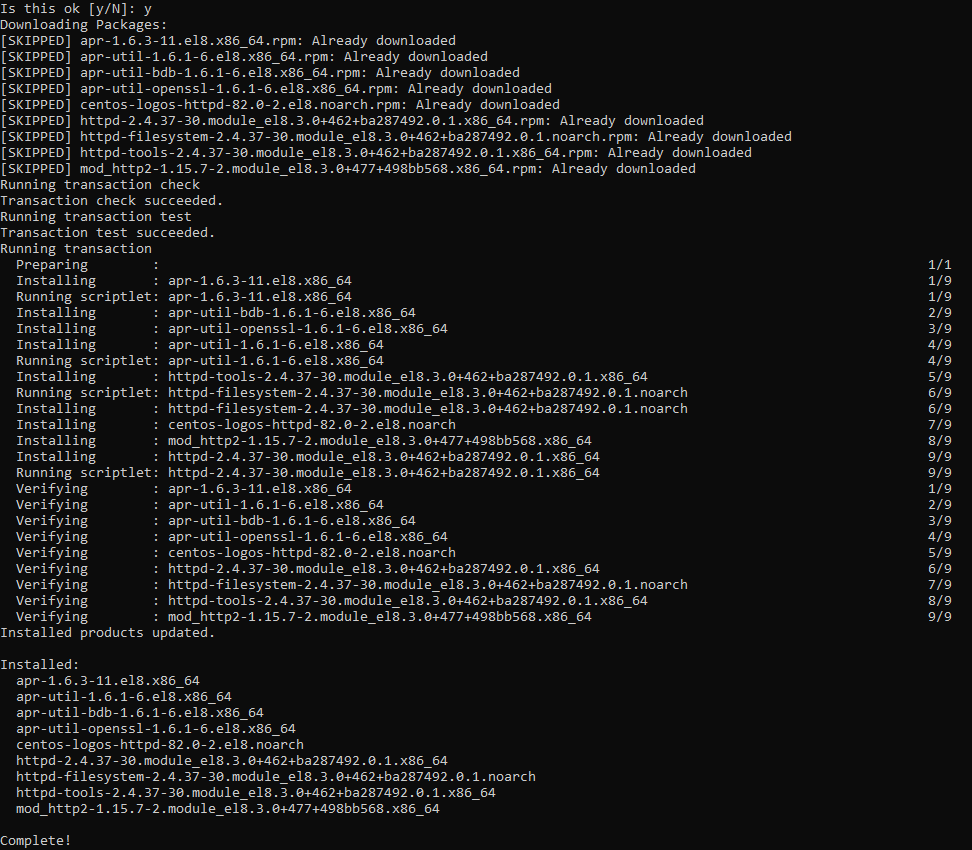 Is this ok [y/N]: y
Downloading Packages:
[SKIPPED] apr-1.6.3-11.el8.x86_64.rpm: Already downloaded
[SKIPPED] apr-util-1.6.1-6.el8.x86_64.rpm: Already downloaded
[SKIPPED] apr-util-bdb-1.6.1-6.el8.x86_64.rpm: Already downloaded
[SKIPPED] apr-util-openssl-1.6.1-6.el8.x86_64.rpm: Already downloaded
[SKIPPED] centos-logos-httpd-82.0-2.el8.noarch.rpm: Already downloaded
[SKIPPED] httpd-2.4.37-30.module_el8.3.0+462+ba287492.0.1.x86_64.rpm: Already downloaded
[SKIPPED] httpd-filesystem-2.4.37-30.module_el8.3.0+462+ba287492.0.1.noarch.rpm: Already downloaded
[SKIPPED] httpd-tools-2.4.37-30.module_el8.3.0+462+ba287492.0.1.x86_64.rpm: Already downloaded
[SKIPPED] mod_http2-1.15.7-2.module_el8.3.0+477+498bb568.x86_64.rpm: Already downloaded
Running transaction check
Transaction check succeeded.
Running transaction test
Transaction test succeeded.
Running transaction
  Preparing        : 1/1
  Installing       : apr-1.6.3-11.el8.x86_64 1/9
  Running scriptlet: apr-1.6.3-11.el8.x86_64 1/9
  Installing       : apr-util-bdb-1.6.1-6.el8.x86_64 2/9
  Installing       : apr-util-openssl-1.6.1-6.el8.x86_64 3/9
  Installing       : apr-util-1.6.1-6.el8.x86_64 4/9
  Running scriptlet: apr-util-1.6.1-6.el8.x86_64 4/9
  Installing       : httpd-tools-2.4.37-30.module_el8.3.0+462+ba287492.0.1.x86_64 5/9
  Running scriptlet: httpd-filesystem-2.4.37-30.module_el8.3.0+462+ba287492.0.1.noarch 6/9
  Installing       : httpd-filesystem-2.4.37-30.module_el8.3.0+462+ba287492.0.1.noarch 6/9
  Installing       : centos-logos-httpd-82.0-2.el8.noarch 7/9
  Installing       : mod_http2-1.15.7-2.module_el8.3.0+477+498bb568.x86_64 8/9
  Installing       : httpd-2.4.37-30.module_el8.3.0+462+ba287492.0.1.x86_64 9/9
  Running scriptlet: httpd-2.4.37-30.module_el8.3.0+462+ba287492.0.1.x86_64 9/9
  Verifying        : apr-1.6.3-11.el8.x86_64 1/9
  Verifying        : apr-util-1.6.1-6.el8.x86_64 2/9
  Verifying        : apr-util-bdb-1.6.1-6.el8.x86_64 3/9
  Verifying        : apr-util-openssl-1.6.1-6.el8.x86_64 4/9
  Verifying        : centos-logos-httpd-82.0-2.el8.noarch 5/9
  Verifying        : httpd-2.4.37-30.module_el8.3.0+462+ba287492.0.1.x86_64 6/9
  Verifying        : httpd-filesystem-2.4.37-30.module_el8.3.0+462+ba287492.0.1.noarch 7/9
  Verifying        : httpd-tools-2.4.37-30.module_el8.3.0+462+ba287492.0.1.x86_64 8/9
  Verifying        : mod_http2-1.15.7-2.module_el8.3.0+477+498bb568.x86_64 9/9
Installed products updated.

Installed:
  apr-1.6.3-11.el8.x86_64
  apr-util-1.6.1-6.el8.x86_64
  apr-util-bdb-1.6.1-6.el8.x86_64
  apr-util-openssl-1.6.1-6.el8.x86_64
  centos-logos-httpd-82.0-2.el8.noarch
  httpd-2.4.37-30.module_el8.3.0+462+ba287492.0.1.x86_64
  httpd-filesystem-2.4.37-30.module_el8.3.0+462+ba287492.0.1.noarch
  httpd-tools-2.4.37-30.module_el8.3.0+462+ba287492.0.1.x86_64
  mod_http2-1.15.7-2.module_el8.3.0+477+498bb568.x86_64

Complete!